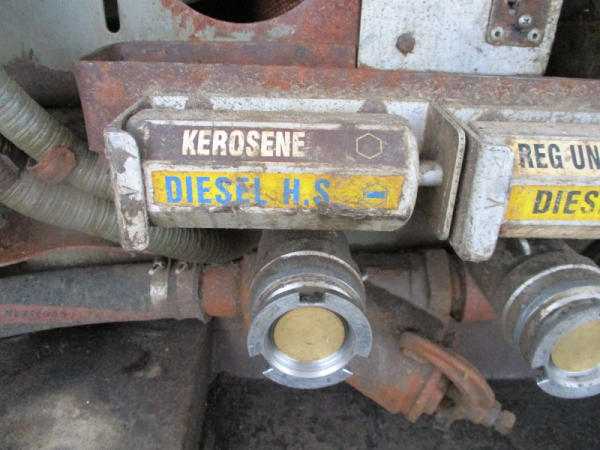 KEROSENE
DIESEL H.S
REG UN
DIES